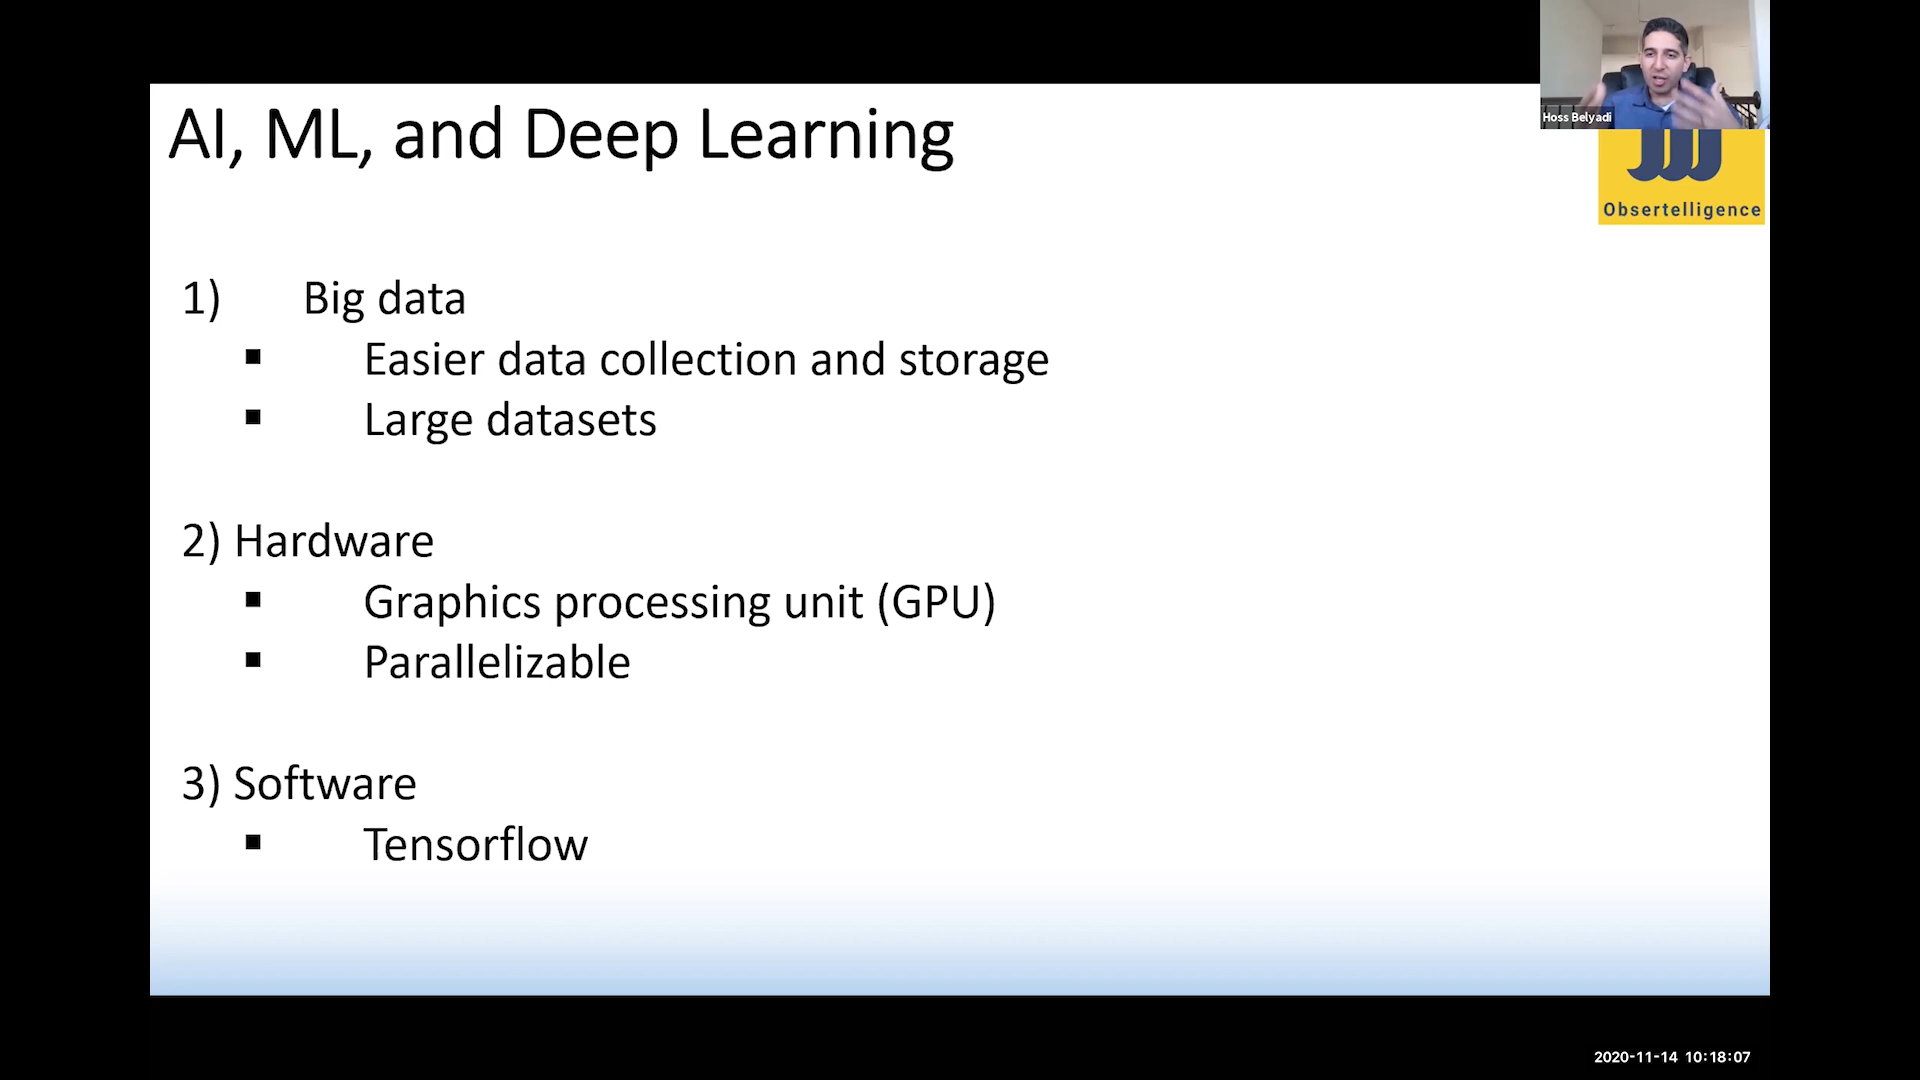 AI, ML, and Deep Learning
Hoss Belyadi
Obsertelligence
1) Big data
▪ Easier data collection and storage
▪ Large datasets
2) Hardware
▪ Graphics processing unit (GPU)
▪ Parallelizable
3) Software
▪ Tensorflow
2020-11-14 10:18:07